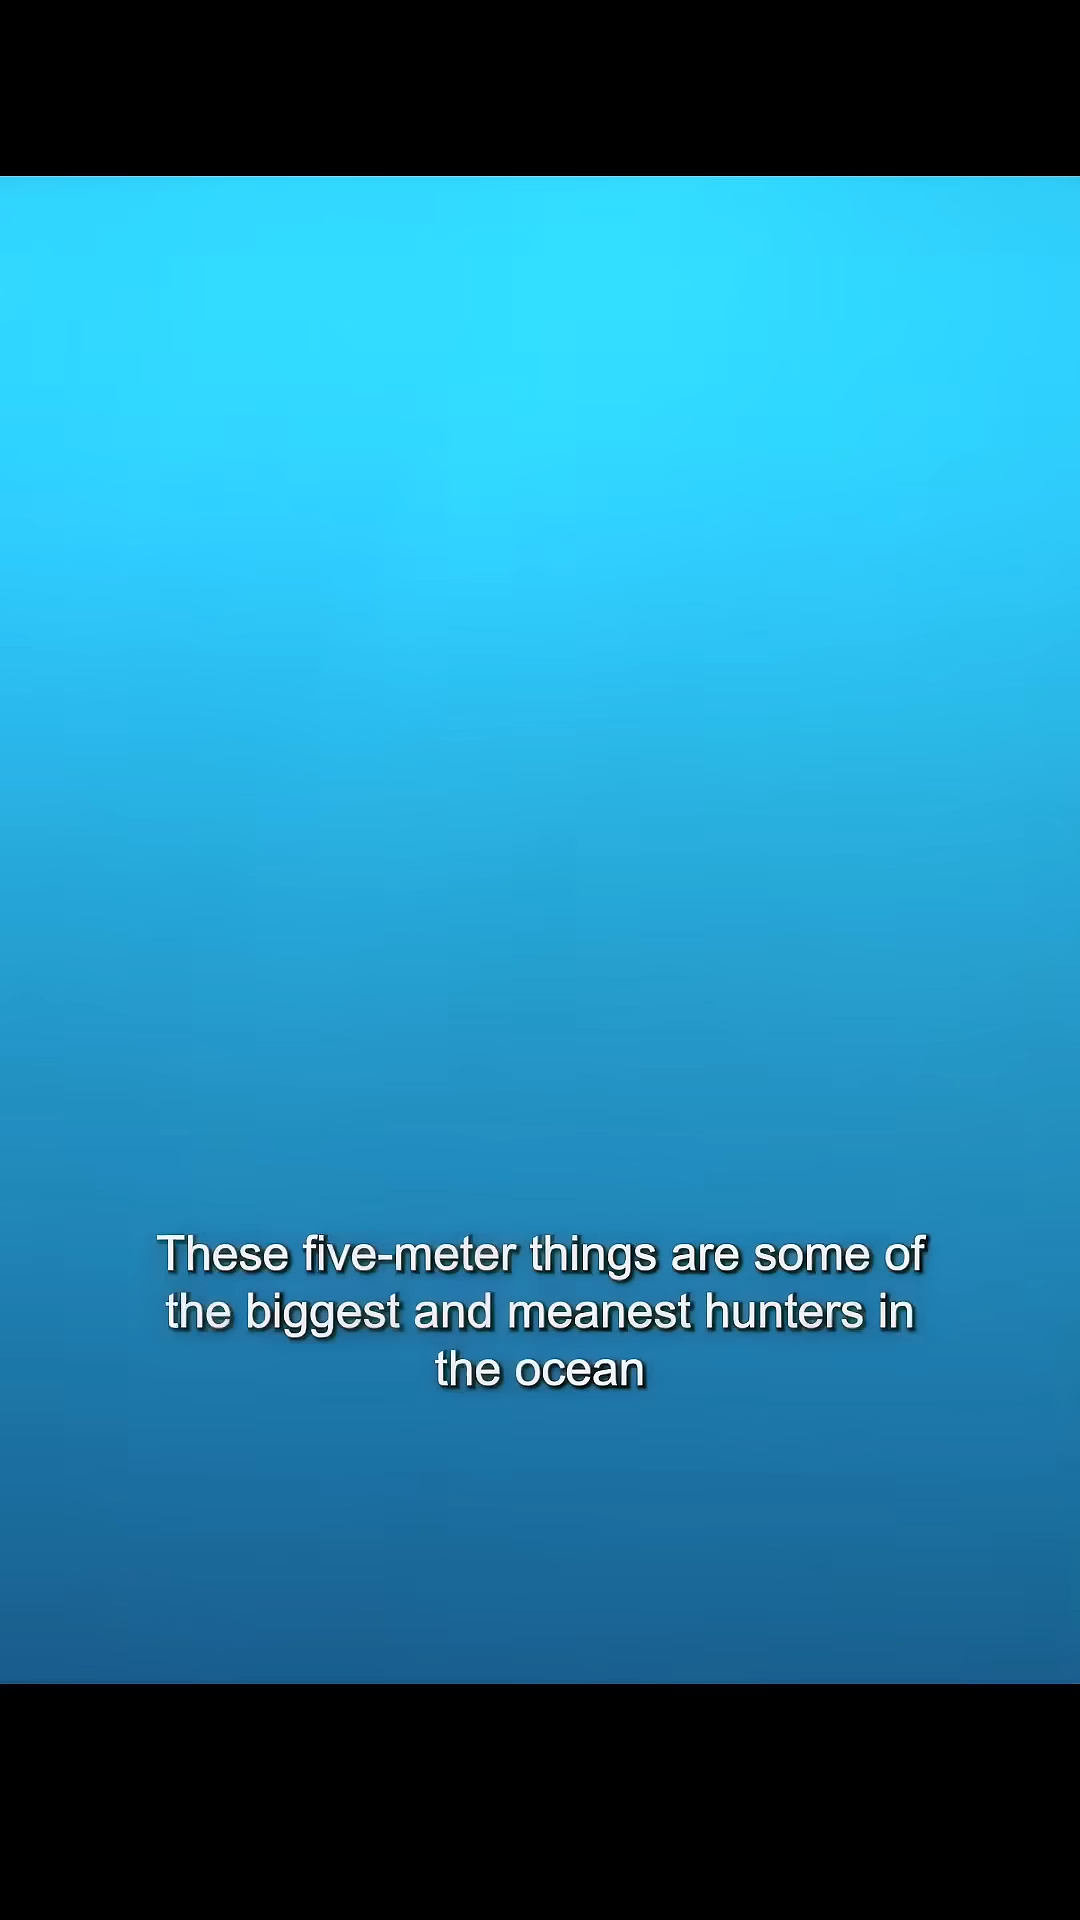 These five-meter things are some of
the biggest and meanest hunters in
the ocean